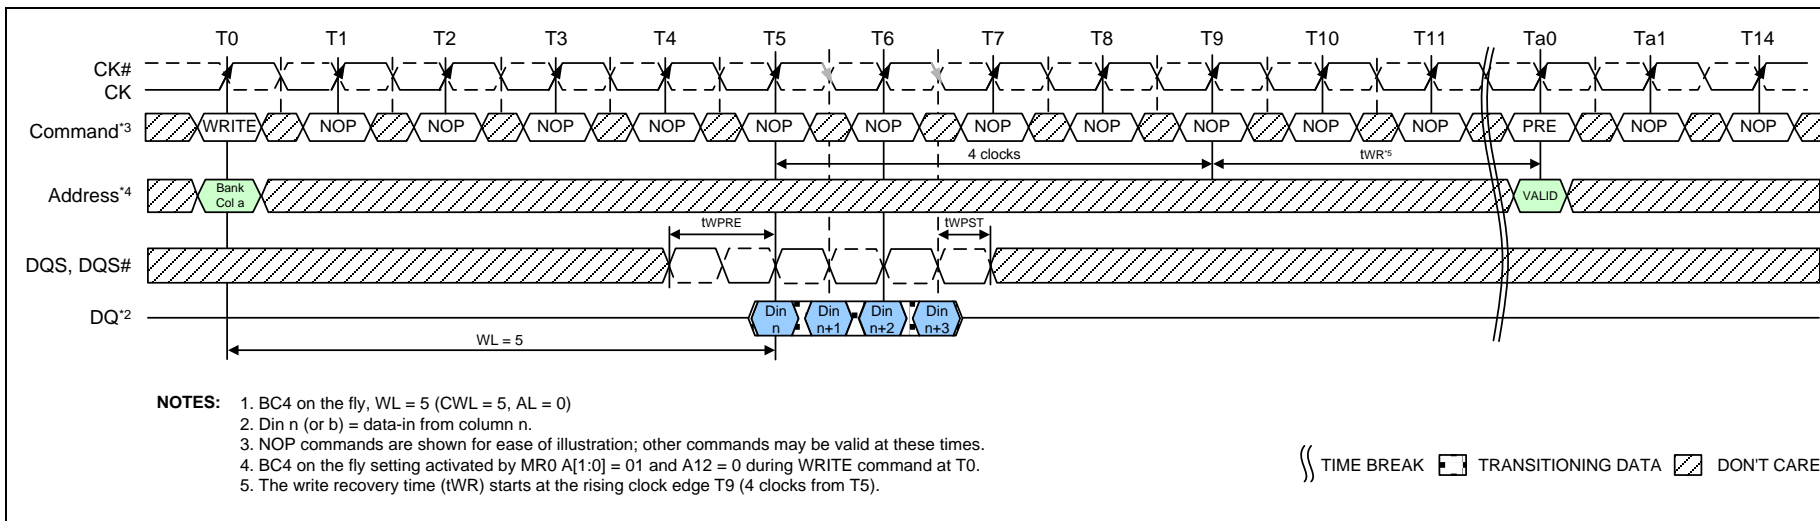 T0 T1 T2 T3 T4 T5 T6 T7 T8 T9 T10 T11 Ta0 Ta1 T14
CK#
CK
Command*3 WRITE NOP NOP NOP NOP NOP NOP NOP NOP NOP NOP NOP PRE NOP NOP
4 clocks tWR*5
Address*4 Bank Col a VALID
tWPRE tWPST
DQS, DQS#
DQ*2 Din n Din n+1 Din n+2 Din n+3
WL = 5
NOTES: 1. BC4 on the fly, WL = 5 (CWL = 5, AL = 0)
2. Din n (or b) = data-in from column n.
3. NOP commands are shown for ease of illustration; other commands may be valid at these times.
4. BC4 on the fly setting activated by MR0 A[1:0] = 01 and A12 = 0 during WRITE command at T0.
5. The write recovery time (tWR) starts at the rising clock edge T9 (4 clocks from T5).
TIME BREAK TRANSITIONING DATA DON'T CARE